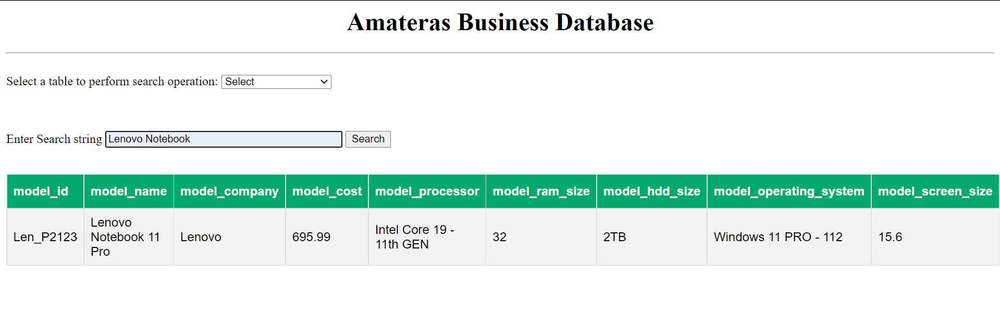 Amateras Business Database
Select a table to perform search operation: Select
Enter Search string Lenovo Notebook Search
model_id model_name model_company model_cost model_processor model_ram_size model_hdd_size model_operating_system model_screen_size
Len_P2123 Lenovo Notebook 11 Pro Lenovo 695.99 Intel Core 19 - 11th GEN 32 2TB Windows 11 PRO - 112 15.6